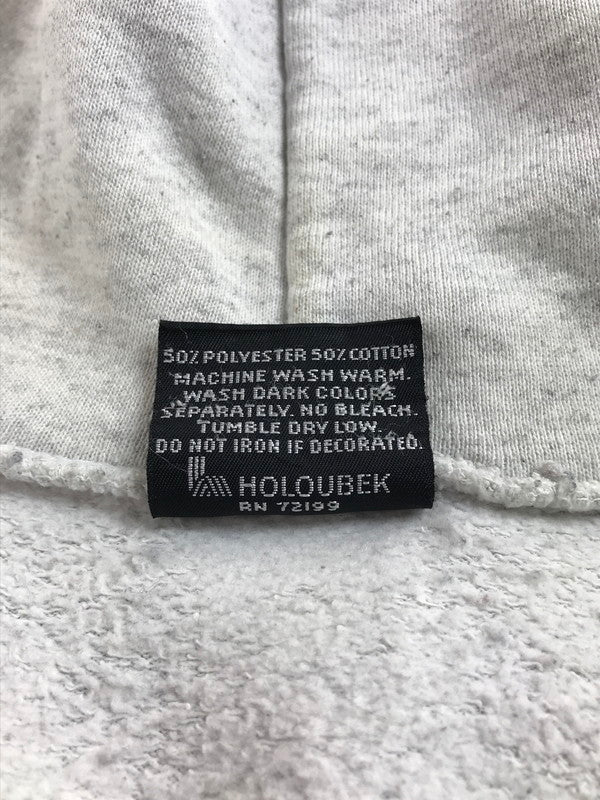 50% POLYESTER 50% COTTON
MACHINE WASH WARM.
WASH DARK COLORS
SEPARATELY. NO BLEACH.
TUMBLE DRY LOW.
DO NOT IRON IF DECORATED.
HOLOUBEK
RN 72199